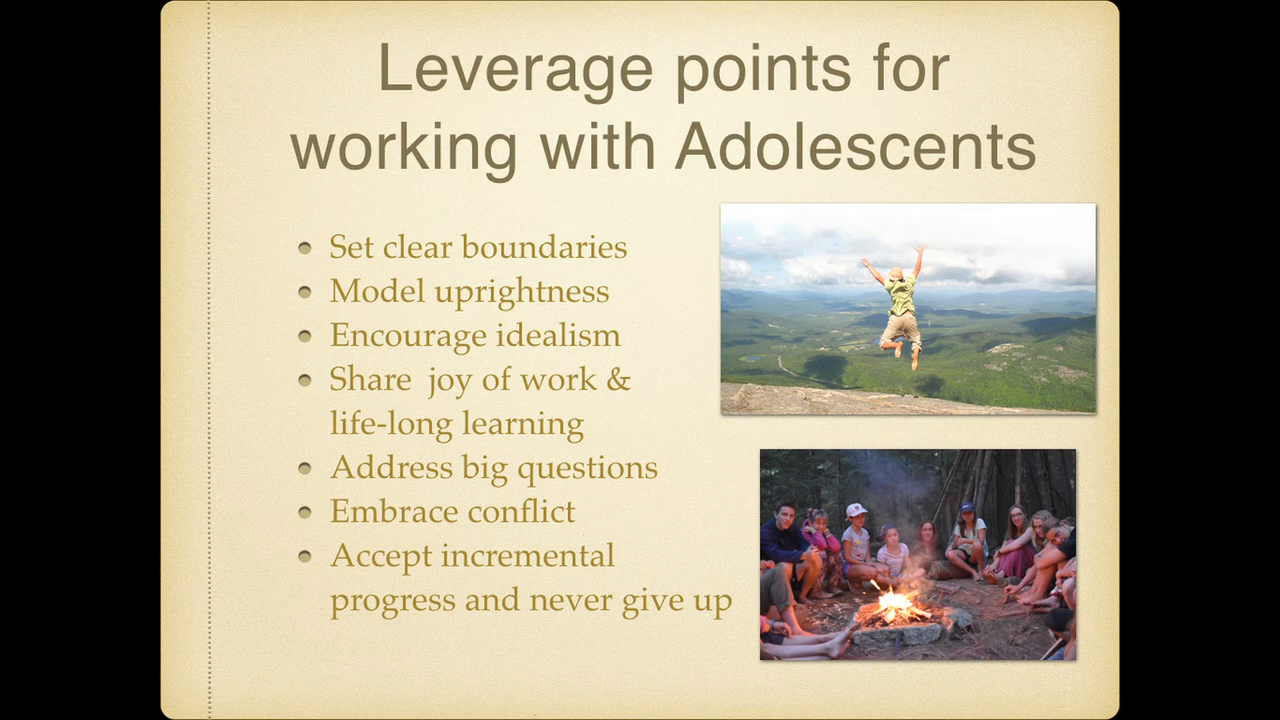 Leverage points for
working with Adolescents
Set clear boundaries
Model uprightness
Encourage idealism
Share joy of work &
life-long learning
Address big questions
Embrace conflict
Accept incremental
progress and never give up